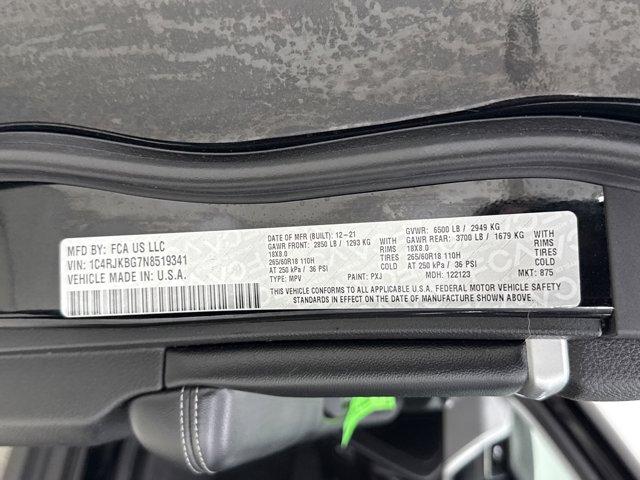 MFD BY: FCA US LLC
VIN: 1C4RJKBG7N8519341
VEHICLE MADE IN: U.S.A.
DATE OF MFR (BUILT): 12-21
GAWR FRONT: 2850 LB / 1293 KG
18X8.0 RIMS
265/60R18 110H TIRES
AT 250 kPa / 36 PSI COLD
TYPE: MPV PAINT: PXJ
GVWR: 6500 LB / 2949 KG
GAWR REAR: 3700 LB / 1679 KG
18X8.0 RIMS
265/60R18 110H TIRES
AT 250 kPa / 36 PSI COLD
MDH: 122123 MKT: 875
THIS VEHICLE CONFORMS TO ALL APPLICABLE U.S.A. FEDERAL MOTOR VEHICLE SAFETY
STANDARDS IN EFFECT ON THE DATE OF MANUFACTURE SHOWN ABOVE.